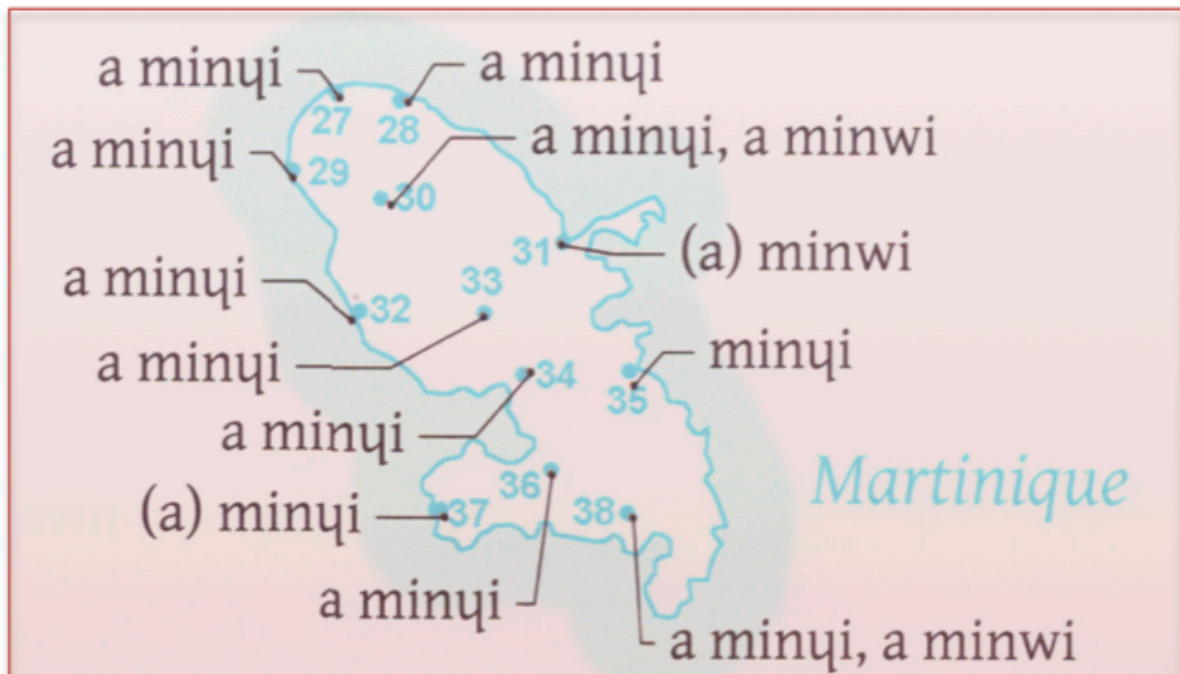 a minɥi
a minɥi
27
28
a minɥi, a minwi
a minɥi
29
30
31
(a) minwi
a minɥi
33
32
a minɥi
minɥi
34
35
a minɥi
Martinique
36
(a) minɥi
37
38
a minɥi
a minɥi, a minwi